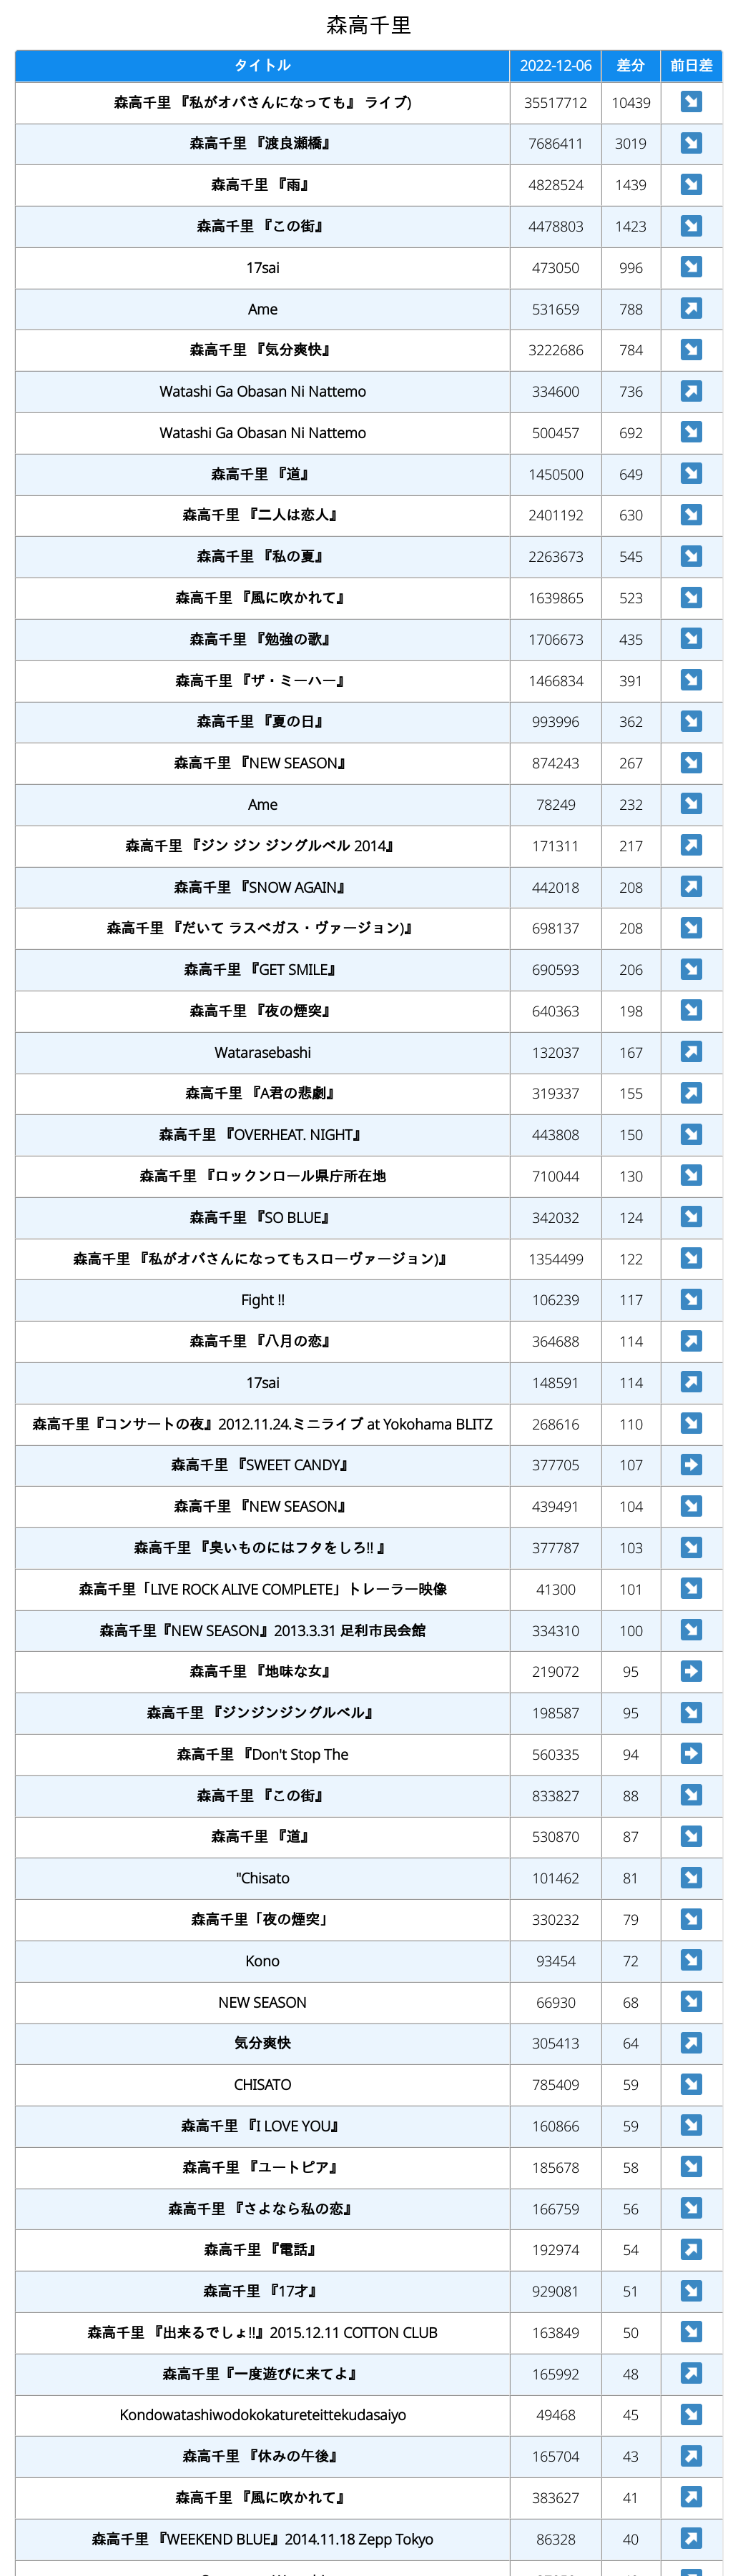 森高千里
タイトル 2022-12-06 差分 前日差
森高千里 『私がオバさんになっても』 ライブ) 35517712 10439
森高千里 『渡良瀬橋』 7686411 3019
森高千里 『雨』 4828524 1439
森高千里 『この街』 4478803 1423
17sai 473050 996
Ame 531659 788
森高千里 『気分爽快』 3222686 784
Watashi Ga Obasan Ni Nattemo 334600 736
Watashi Ga Obasan Ni Nattemo 500457 692
森高千里 『道』 1450500 649
森高千里 『二人は恋人』 2401192 630
森高千里 『私の夏』 2263673 545
森高千里 『風に吹かれて』 1639865 523
森高千里 『勉強の歌』 1706673 435
森高千里 『ザ・ミーハー』 1466834 391
森高千里 『夏の日』 993996 362
森高千里 『NEW SEASON』 874243 267
Ame 78249 232
森高千里 『ジン ジン ジングルベル 2014』 171311 217
森高千里 『SNOW AGAIN』 442018 208
森高千里 『だいて ラスベガス・ヴァージョン)』 698137 208
森高千里 『GET SMILE』 690593 206
森高千里 『夜の煙突』 640363 198
Watarasebashi 132037 167
森高千里 『A君の悲劇』 319337 155
森高千里 『OVERHEAT. NIGHT』 443808 150
森高千里 『ロックンロール県庁所在地 710044 130
森高千里 『SO BLUE』 342032 124
森高千里 『私がオバさんになってもスローヴァージョン)』 1354499 122
Fight !! 106239 117
森高千里 『八月の恋』 364688 114
17sai 148591 114
森高千里『コンサートの夜』2012.11.24.ミニライブ at Yokohama BLITZ 268616 110
森高千里 『SWEET CANDY』 377705 107
森高千里 『NEW SEASON』 439491 104
森高千里 『臭いものにはフタをしろ!! 』 377787 103
森高千里「LIVE ROCK ALIVE COMPLETE」トレーラー映像 41300 101
森高千里『NEW SEASON』2013.3.31 足利市民会館 334310 100
森高千里 『地味な女』 219072 95
森高千里 『ジンジンジングルベル』 198587 95
森高千里 『Don't Stop The 560335 94
森高千里 『この街』 833827 88
森高千里 『道』 530870 87
"Chisato 101462 81
森高千里「夜の煙突」 330232 79
Kono 93454 72
NEW SEASON 66930 68
気分爽快 305413 64
CHISATO 785409 59
森高千里 『I LOVE YOU』 160866 59
森高千里 『ユートピア』 185678 58
森高千里 『さよなら私の恋』 166759 56
森高千里 『電話』 192974 54
森高千里 『17才』 929081 51
森高千里 『出来るでしょ!!』2015.12.11 COTTON CLUB 163849 50
森高千里『一度遊びに来てよ』 165992 48
Kondowatashiwodokokatureteittekudasaiyo 49468 45
森高千里 『休みの午後』 165704 43
森高千里 『風に吹かれて』 383627 41
森高千里 『WEEKEND BLUE』2014.11.18 Zepp Tokyo 86328 40